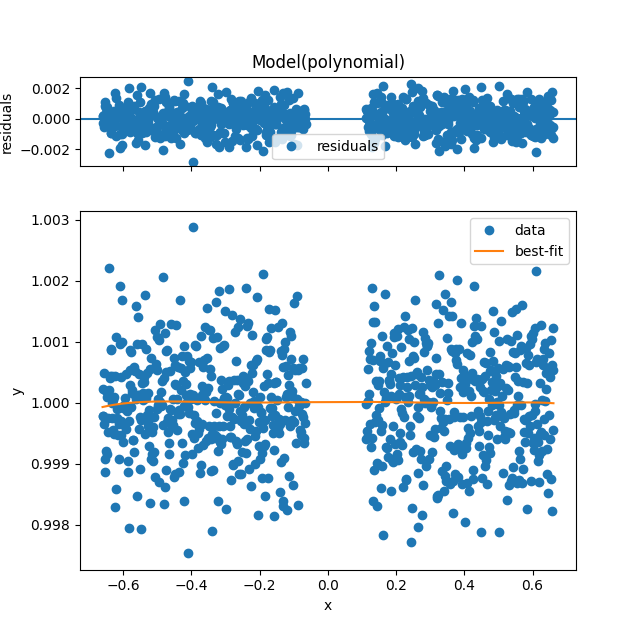 Model(polynomial)
residuals
0.002
0.000
−0.002
residuals
1.003
1.002
1.001
1.000
0.999
0.998
y
data
best-fit
−0.6
−0.4
−0.2
0.0
0.2
0.4
0.6
x